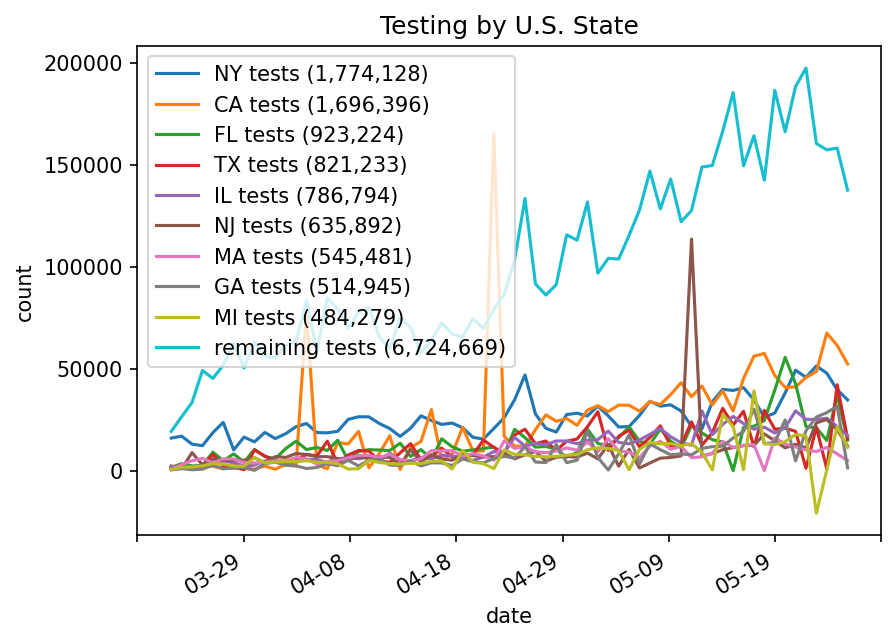 Testing by U.S. State
200000
150000
100000
50000
0
count
NY tests (1,774,128)
CA tests (1,696,396)
FL tests (923,224)
TX tests (821,233)
IL tests (786,794)
NJ tests (635,892)
MA tests (545,481)
GA tests (514,945)
MI tests (484,279)
remaining tests (6,724,669)
03-29
04-08
04-18
04-29
05-09
05-19
date